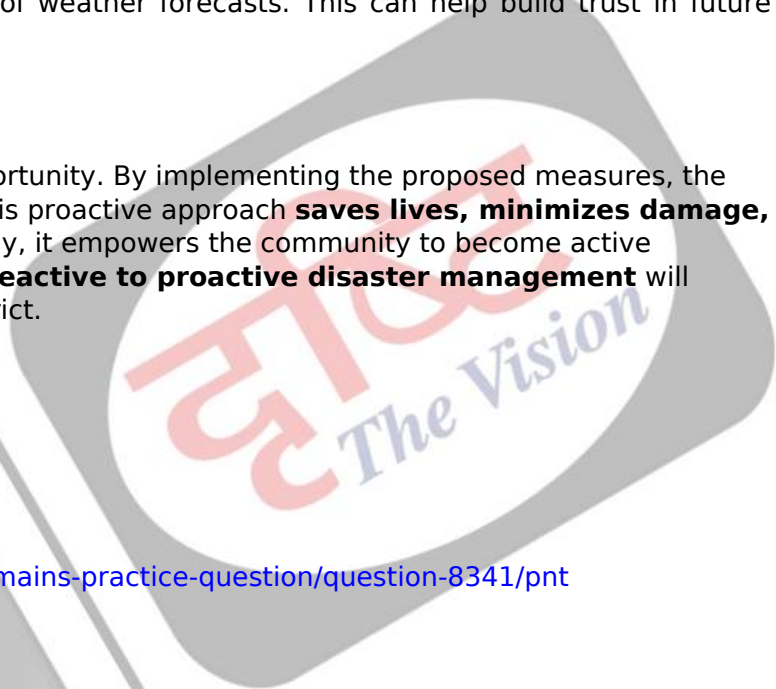 of weather forecasts. This can help build trust in future
ortunity. By implementing the proposed measures, the
is proactive approach saves lives, minimizes damage,
y, it empowers the community to become active
eactive to proactive disaster management will
ict.
दृष्टि
The Vision
mains-practice-question/question-8341/pnt